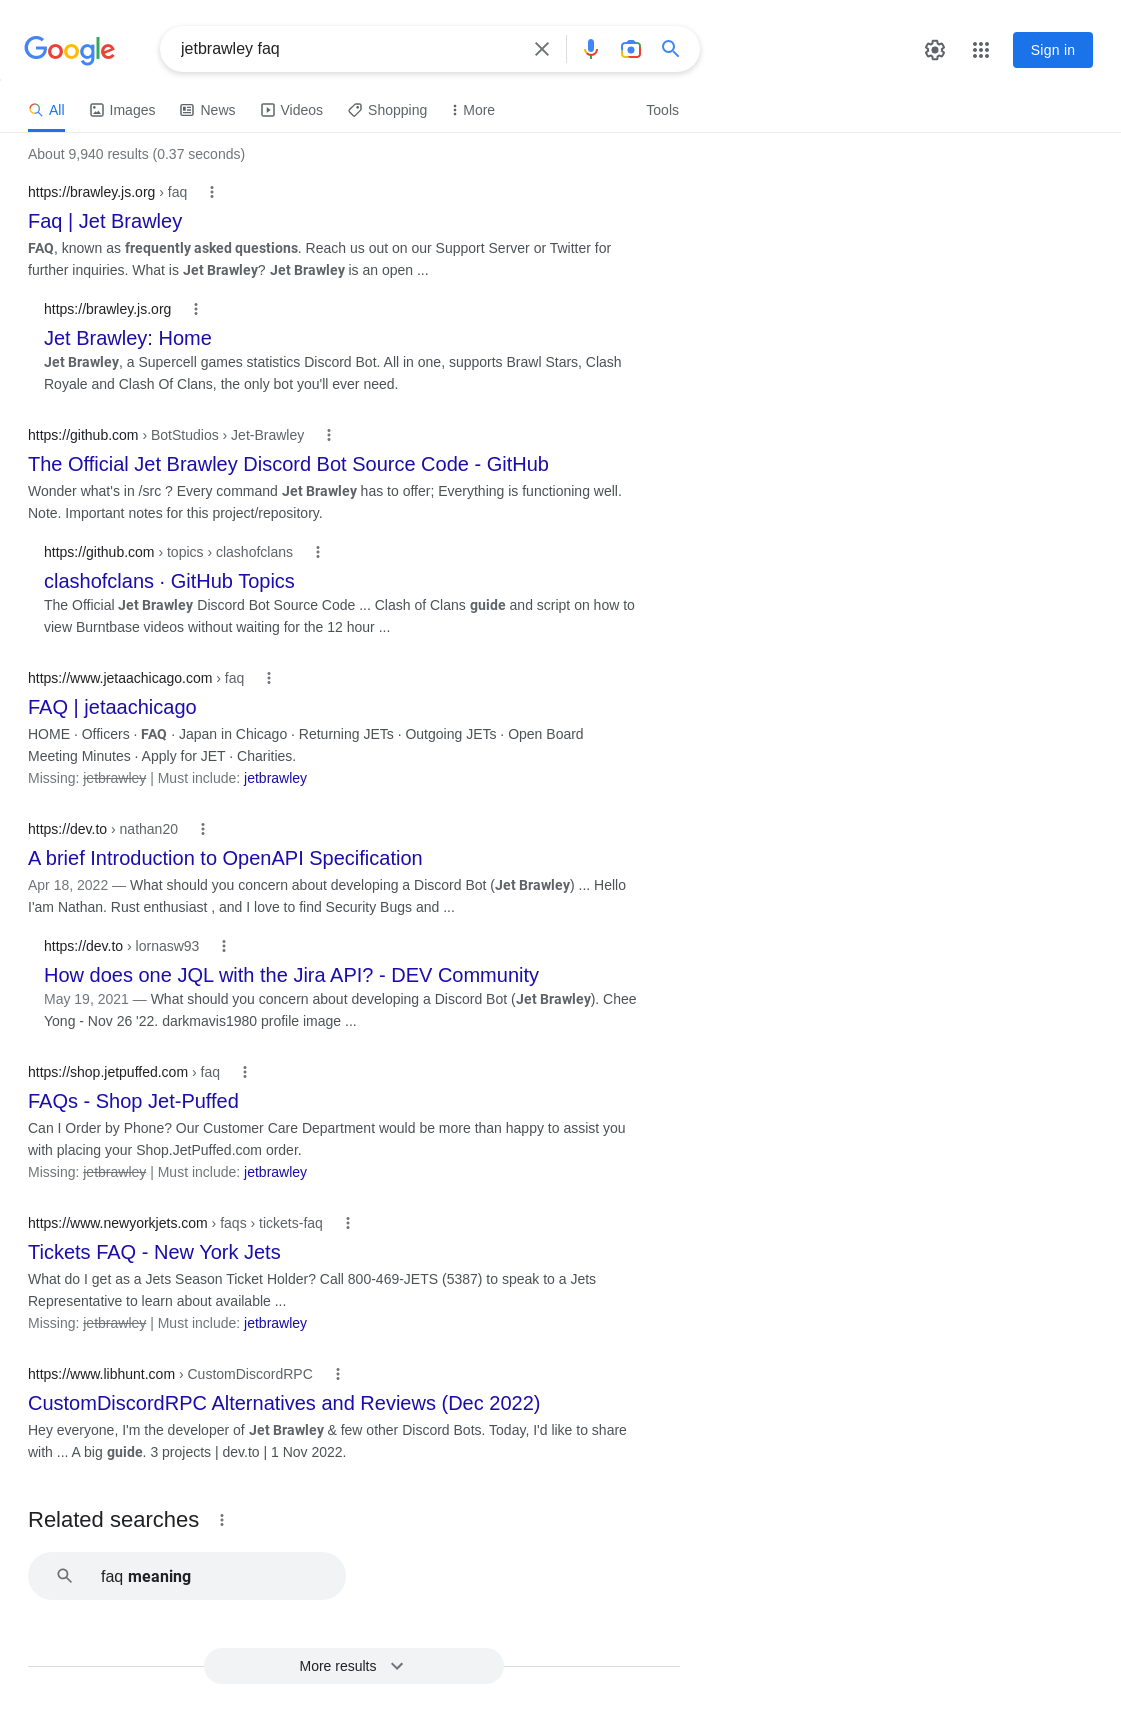 Google
jetbrawley faq
Sign in
All Images News Videos Shopping More Tools
About 9,940 results (0.37 seconds)
https://brawley.js.org › faq
Faq | Jet Brawley
FAQ, known as frequently asked questions. Reach us out on our Support Server or Twitter for
further inquiries. What is Jet Brawley? Jet Brawley is an open ...
https://brawley.js.org
Jet Brawley: Home
Jet Brawley, a Supercell games statistics Discord Bot. All in one, supports Brawl Stars, Clash
Royale and Clash Of Clans, the only bot you'll ever need.
https://github.com › BotStudios › Jet-Brawley
The Official Jet Brawley Discord Bot Source Code - GitHub
Wonder what's in /src ? Every command Jet Brawley has to offer; Everything is functioning well.
Note. Important notes for this project/repository.
https://github.com › topics › clashofclans
clashofclans · GitHub Topics
The Official Jet Brawley Discord Bot Source Code ... Clash of Clans guide and script on how to
view Burntbase videos without waiting for the 12 hour ...
https://www.jetaachicago.com › faq
FAQ | jetaachicago
HOME · Officers · FAQ · Japan in Chicago · Returning JETs · Outgoing JETs · Open Board
Meeting Minutes · Apply for JET · Charities.
Missing: jetbrawley | Must include: jetbrawley
https://dev.to › nathan20
A brief Introduction to OpenAPI Specification
Apr 18, 2022 — What should you concern about developing a Discord Bot (Jet Brawley) ... Hello
I'am Nathan. Rust enthusiast , and I love to find Security Bugs and ...
https://dev.to › lornasw93
How does one JQL with the Jira API? - DEV Community
May 19, 2021 — What should you concern about developing a Discord Bot (Jet Brawley). Chee
Yong - Nov 26 '22. darkmavis1980 profile image ...
https://shop.jetpuffed.com › faq
FAQs - Shop Jet-Puffed
Can I Order by Phone? Our Customer Care Department would be more than happy to assist you
with placing your Shop.JetPuffed.com order.
Missing: jetbrawley | Must include: jetbrawley
https://www.newyorkjets.com › faqs › tickets-faq
Tickets FAQ - New York Jets
What do I get as a Jets Season Ticket Holder? Call 800-469-JETS (5387) to speak to a Jets
Representative to learn about available ...
Missing: jetbrawley | Must include: jetbrawley
https://www.libhunt.com › CustomDiscordRPC
CustomDiscordRPC Alternatives and Reviews (Dec 2022)
Hey everyone, I'm the developer of Jet Brawley & few other Discord Bots. Today, I'd like to share
with ... A big guide. 3 projects | dev.to | 1 Nov 2022.
Related searches
faq meaning
More results